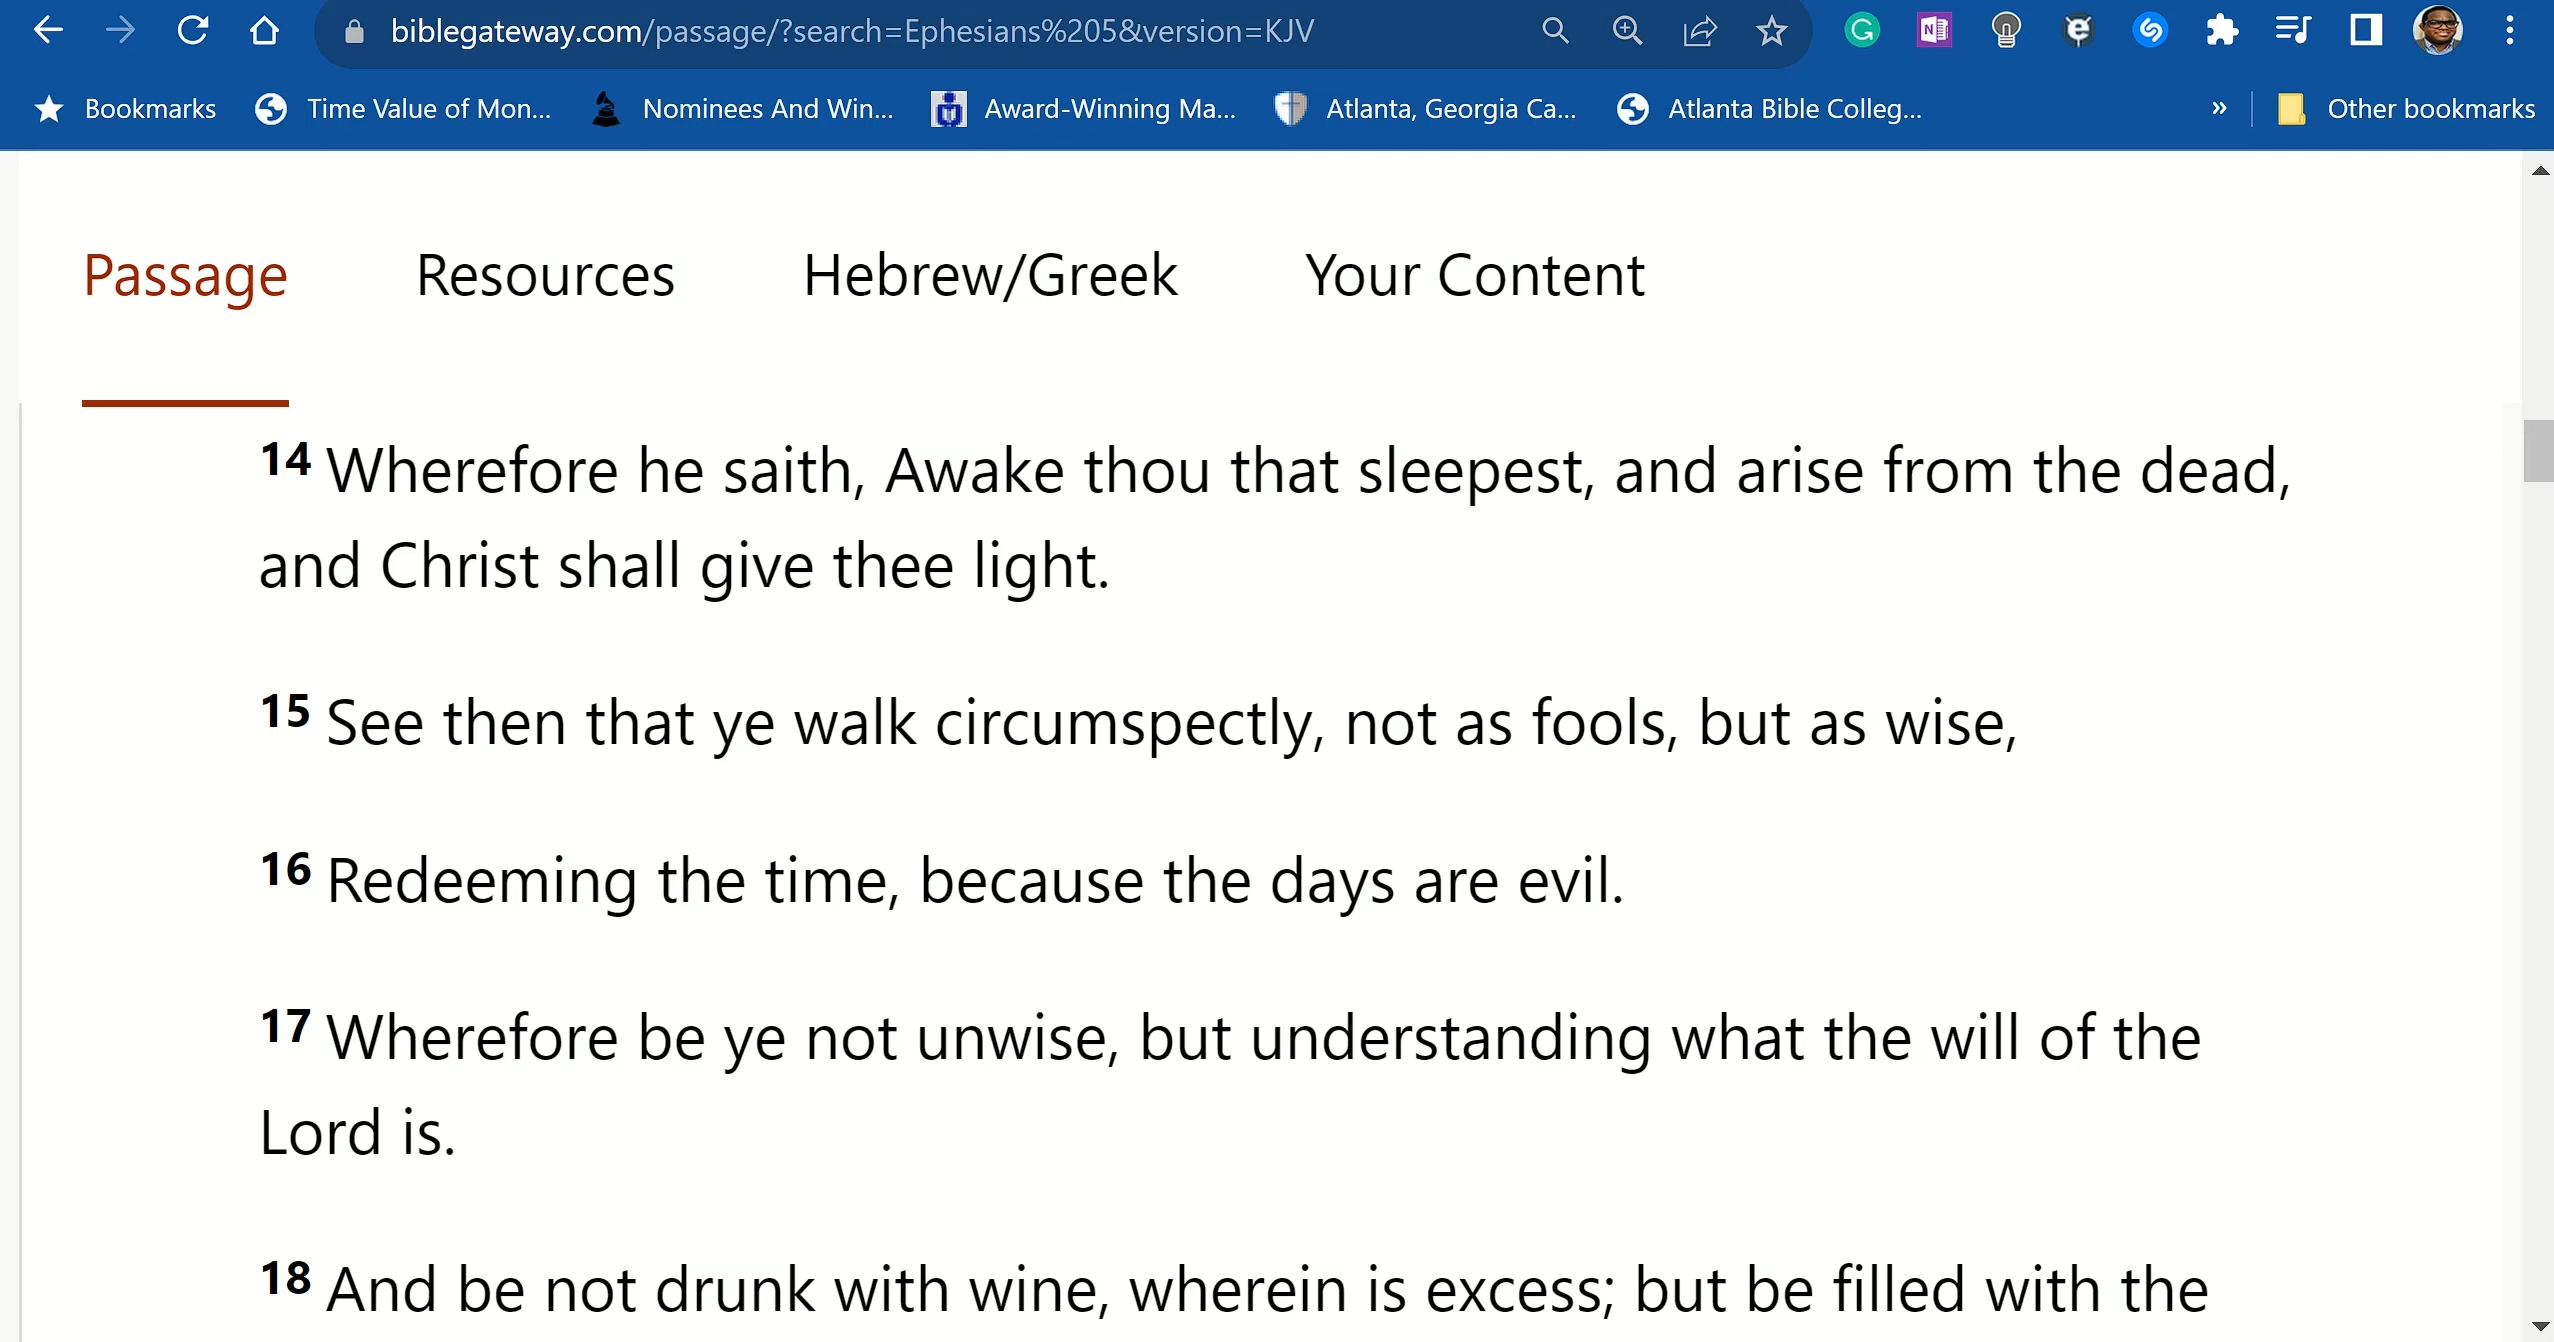 biblegateway.com/passage/?search=Ephesians%205&version=KJV
Bookmarks Time Value of Mon... Nominees And Win... Award-Winning Ma... Atlanta, Georgia Ca... Atlanta Bible Colleg... » Other bookmarks
Passage Resources Hebrew/Greek Your Content
14 Wherefore he saith, Awake thou that sleepest, and arise from the dead,
and Christ shall give thee light.
15 See then that ye walk circumspectly, not as fools, but as wise,
16 Redeeming the time, because the days are evil.
17 Wherefore be ye not unwise, but understanding what the will of the
Lord is.
18 And be not drunk with wine, wherein is excess; but be filled with the